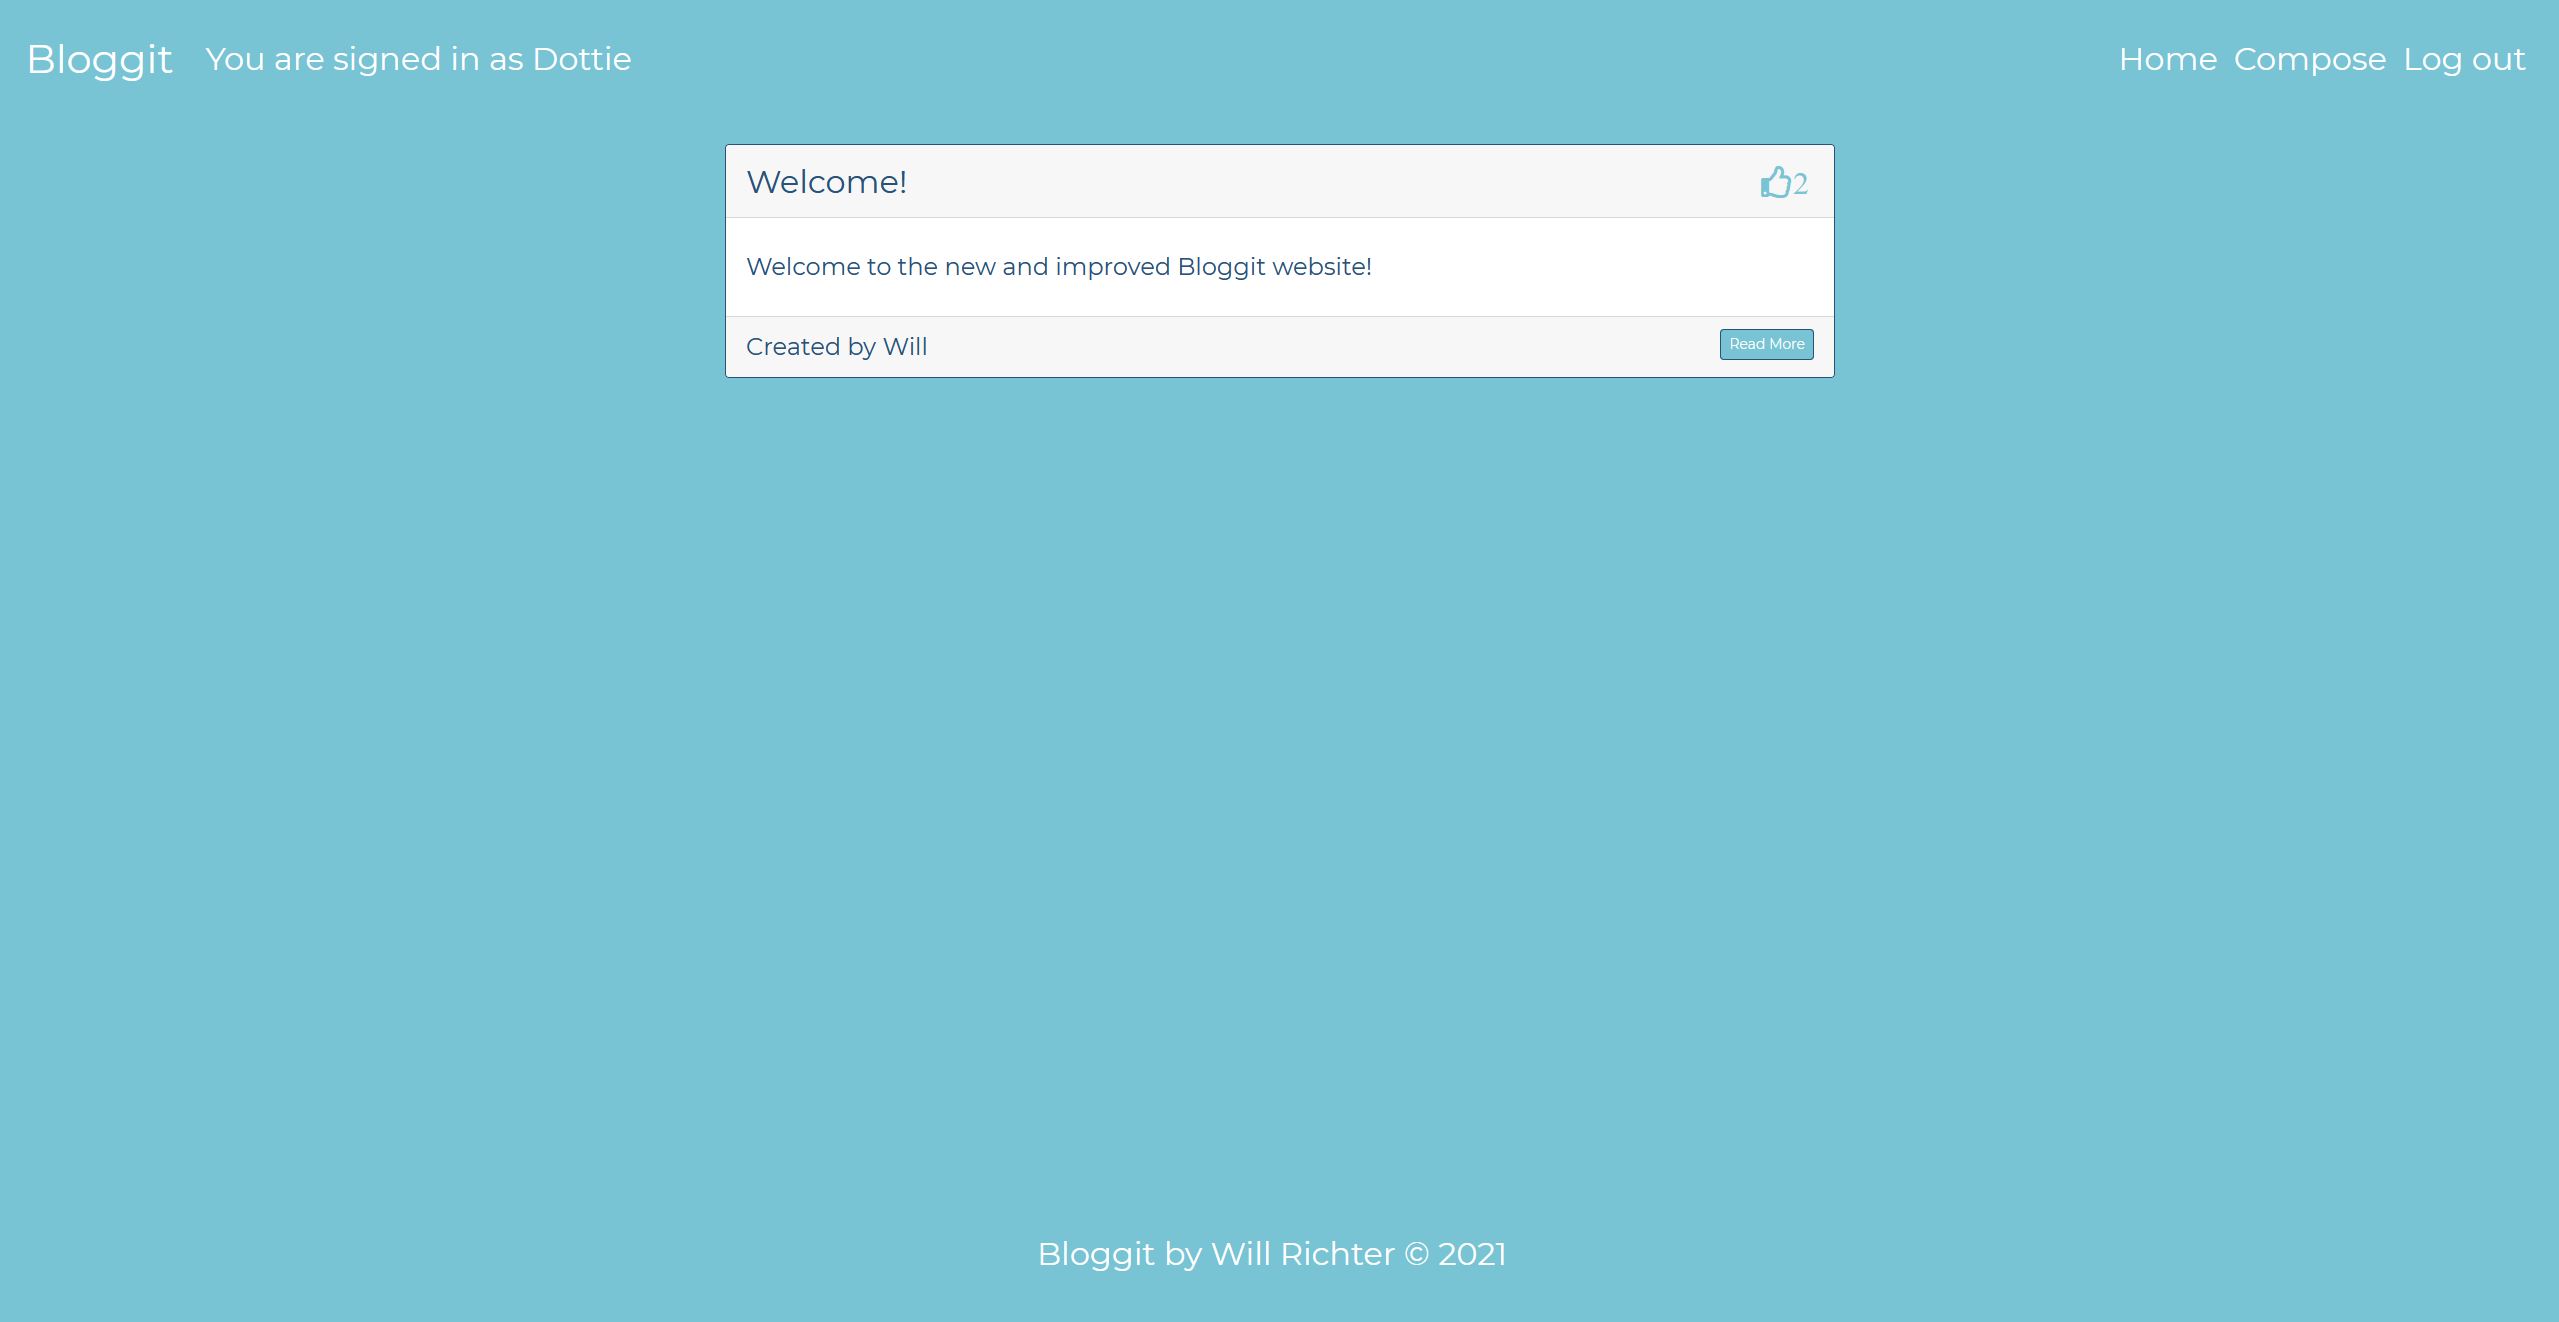 Bloggit You are signed in as Dottie Home Compose Log out
Welcome! 2
Welcome to the new and improved Bloggit website!
Created by Will Read More
Bloggit by Will Richter © 2021